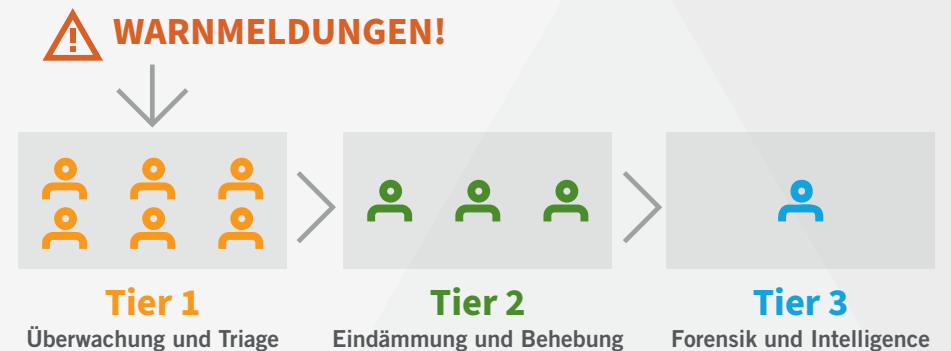 WARNMELDUNGEN!
Tier 1
Überwachung und Triage
Tier 2
Eindämmung und Behebung
Tier 3
Forensik und Intelligence